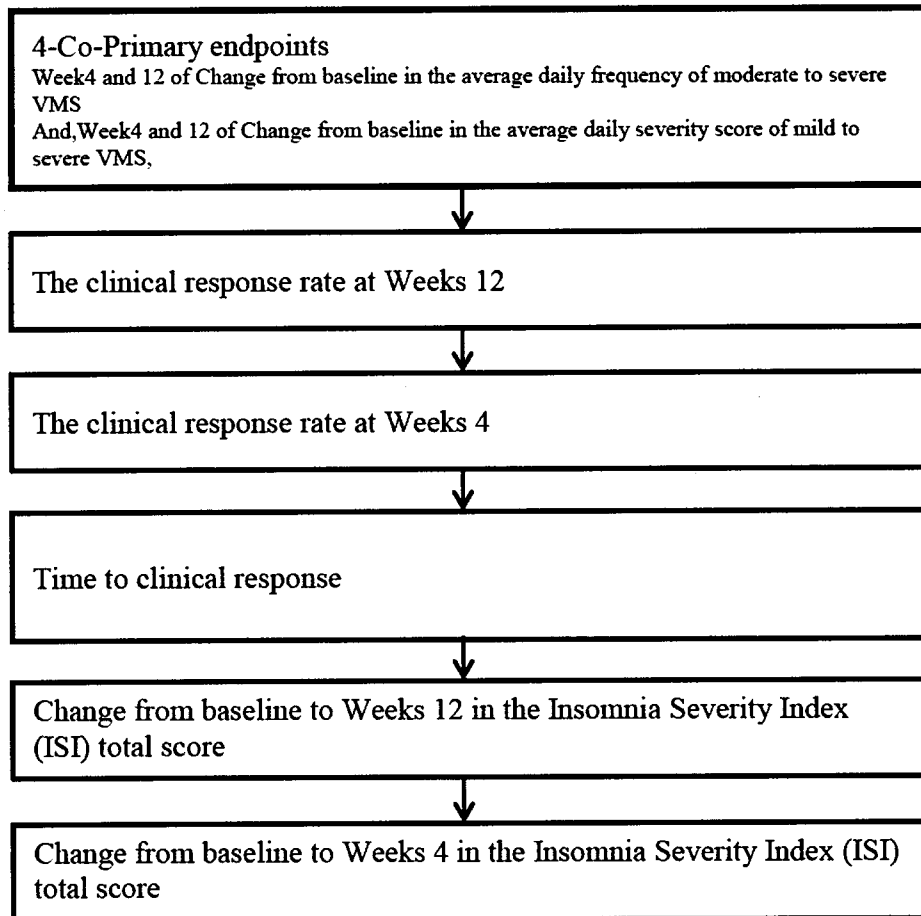 4-Co-Primary endpoints
Week4 and 12 of Change from baseline in the average daily frequency of moderate to severe
VMS
And,Week4 and 12 of Change from baseline in the average daily severity score of mild to
severe VMS,
The clinical response rate at Weeks 12
The clinical response rate at Weeks 4
Time to clinical response
Change from baseline to Weeks 12 in the Insomnia Severity Index
(ISI) total score
Change from baseline to Weeks 4 in the Insomnia Severity Index (ISI)
total score